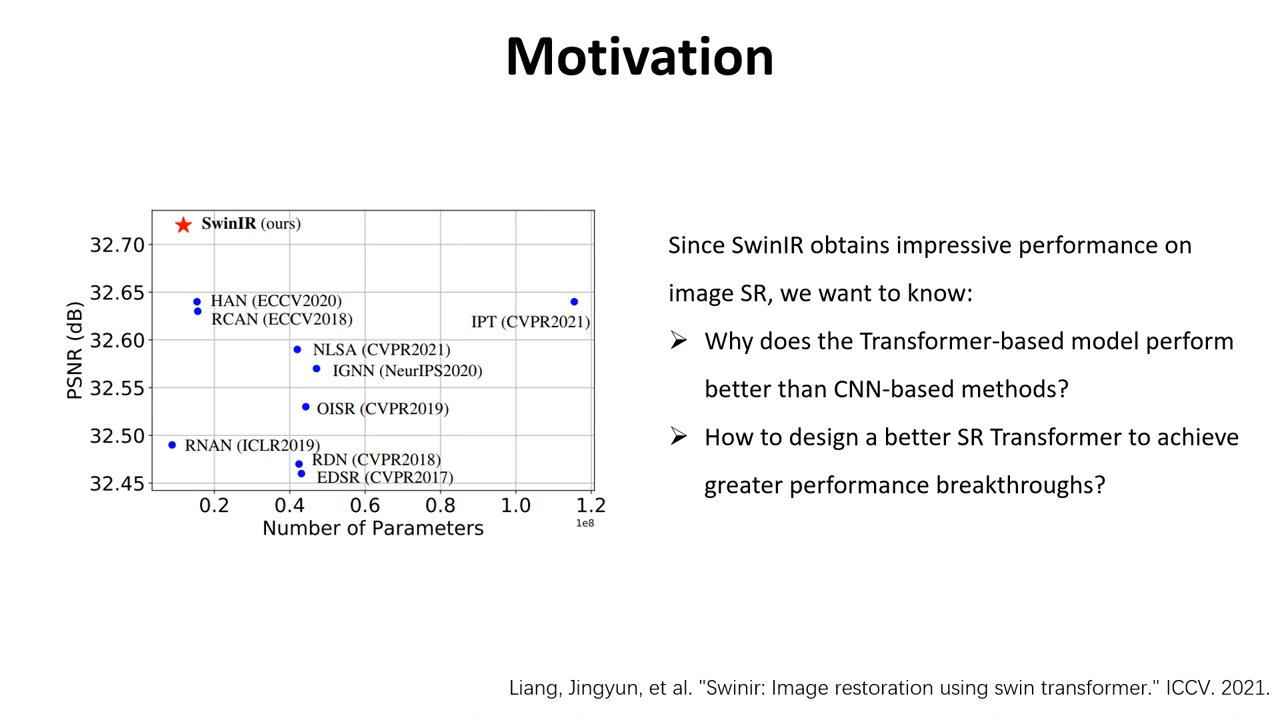 Motivation
SwinIR (ours)
32.70
32.65
HAN (ECCV2020)
RCAN (ECCV2018)
IPT (CVPR2021)
32.60
NLSA (CVPR2021)
IGNN (NeurIPS2020)
32.55
OISR (CVPR2019)
32.50
RNAN (ICLR2019)
RDN (CVPR2018)
EDSR (CVPR2017)
32.45
PSNR (dB)
0.2 0.4 0.6 0.8 1.0 1.2
1e8
Number of Parameters
Since SwinIR obtains impressive performance on
image SR, we want to know:
➢ Why does the Transformer-based model perform
better than CNN-based methods?
➢ How to design a better SR Transformer to achieve
greater performance breakthroughs?
Liang, Jingyun, et al. "Swinir: Image restoration using swin transformer." ICCV. 2021.